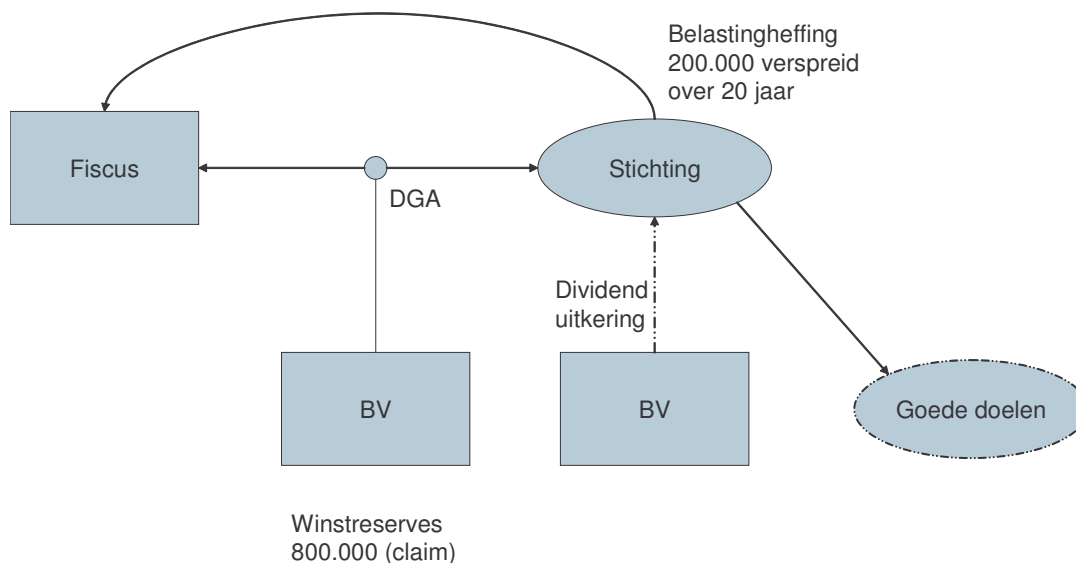 Belastingheffing
200.000 verspreid
over 20 jaar
Fiscus
Stichting
DGA
Dividend
uitkering
BV
BV
Goede doelen
Winstreserves
800.000 (claim)